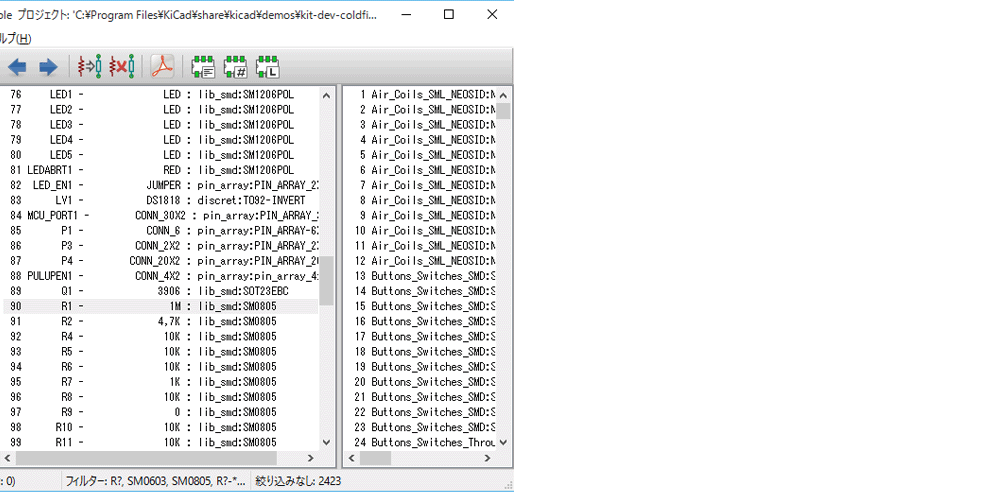 ble プロジェクト: 'C:¥Program Files¥KiCad¥share¥kicad¥demos¥kit-dev-coldfi...
ルプ(H)
76 LED1 - LED : lib_smd:SM1206POL
77 LED2 - LED : lib_smd:SM1206POL
78 LED3 - LED : lib_smd:SM1206POL
79 LED4 - LED : lib_smd:SM1206POL
80 LED5 - LED : lib_smd:SM1206POL
81 LEDABRT1 - RED : lib_smd:SM1206POL
82 LED_EN1 - JUMPER : pin_array:PIN_ARRAY_2
83 LV1 - DS1818 : discret:TO92-INVERT
84 MCU_PORT1 - CONN_30X2 : pin_array:PIN_ARRAY_
85 P1 - CONN_6 : pin_array:PIN_ARRAY-6
86 P3 - CONN_2X2 : pin_array:PIN_ARRAY_2
87 P4 - CONN_20X2 : pin_array:PIN_ARRAY_2
88 PULUPEN1 - CONN_4X2 : pin_array:pin_array_4
89 Q1 - 3906 : lib_smd:SOT23EBC
90 R1 - 1M : lib_smd:SM0805
91 R2 - 4,7K : lib_smd:SM0805
92 R4 - 10K : lib_smd:SM0805
93 R5 - 10K : lib_smd:SM0805
94 R6 - 10K : lib_smd:SM0805
95 R7 - 1K : lib_smd:SM0805
96 R8 - 10K : lib_smd:SM0805
97 R9 - 0 : lib_smd:SM0805
98 R10 - 10K : lib_smd:SM0805
99 R11 - 10K : lib_smd:SM0805
1 Air_Coils_SML_NEOSID:N
2 Air_Coils_SML_NEOSID:N
3 Air_Coils_SML_NEOSID:N
4 Air_Coils_SML_NEOSID:N
5 Air_Coils_SML_NEOSID:N
6 Air_Coils_SML_NEOSID:N
7 Air_Coils_SML_NEOSID:N
8 Air_Coils_SML_NEOSID:N
9 Air_Coils_SML_NEOSID:N
10 Air_Coils_SML_NEOSID:N
11 Air_Coils_SML_NEOSID:N
12 Air_Coils_SML_NEOSID:N
13 Buttons_Switches_SMD:S
14 Buttons_Switches_SMD:S
15 Buttons_Switches_SMD:S
16 Buttons_Switches_SMD:S
17 Buttons_Switches_SMD:S
18 Buttons_Switches_SMD:S
19 Buttons_Switches_SMD:S
20 Buttons_Switches_SMD:S
21 Buttons_Switches_SMD:S
22 Buttons_Switches_SMD:S
23 Buttons_Switches_SMD:S
24 Buttons_Switches_Throu
: 0) フィルター: R?, SM0603, SM0805, R?-*... 絞り込みなし: 2423